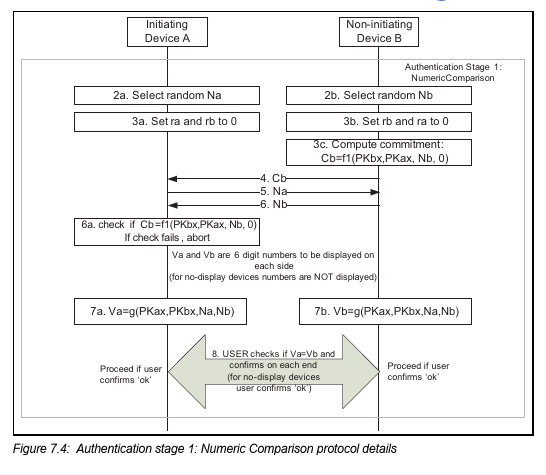 Initiating
Device A
Non-initiating
Device B
Authentication Stage 1:
NumericComparison
2a. Select random Na
2b. Select random Nb
3a. Set ra and rb to 0
3b. Set rb and ra to 0
3c. Compute commitment:
Cb=f1(PKbx,PKax, Nb, 0)
4. Cb
5. Na
6. Nb
6a. check if Cb=f1(PKbx,PKax, Nb, 0)
If check fails, abort
Va and Vb are 6 digit numbers to be displayed on
each side
(for no-display devices numbers are NOT displayed)
7a. Va=g(PKax,PKbx,Na,Nb)
7b. Vb=g(PKax,PKbx,Na,Nb)
8. USER checks if Va=Vb and
confirms on each end
(for no-display devices
user confirms ‘ok’)
Proceed if user
confirms ‘ok’
Proceed if user
confirms ‘ok’
Figure 7.4: Authentication stage 1: Numeric Comparison protocol details